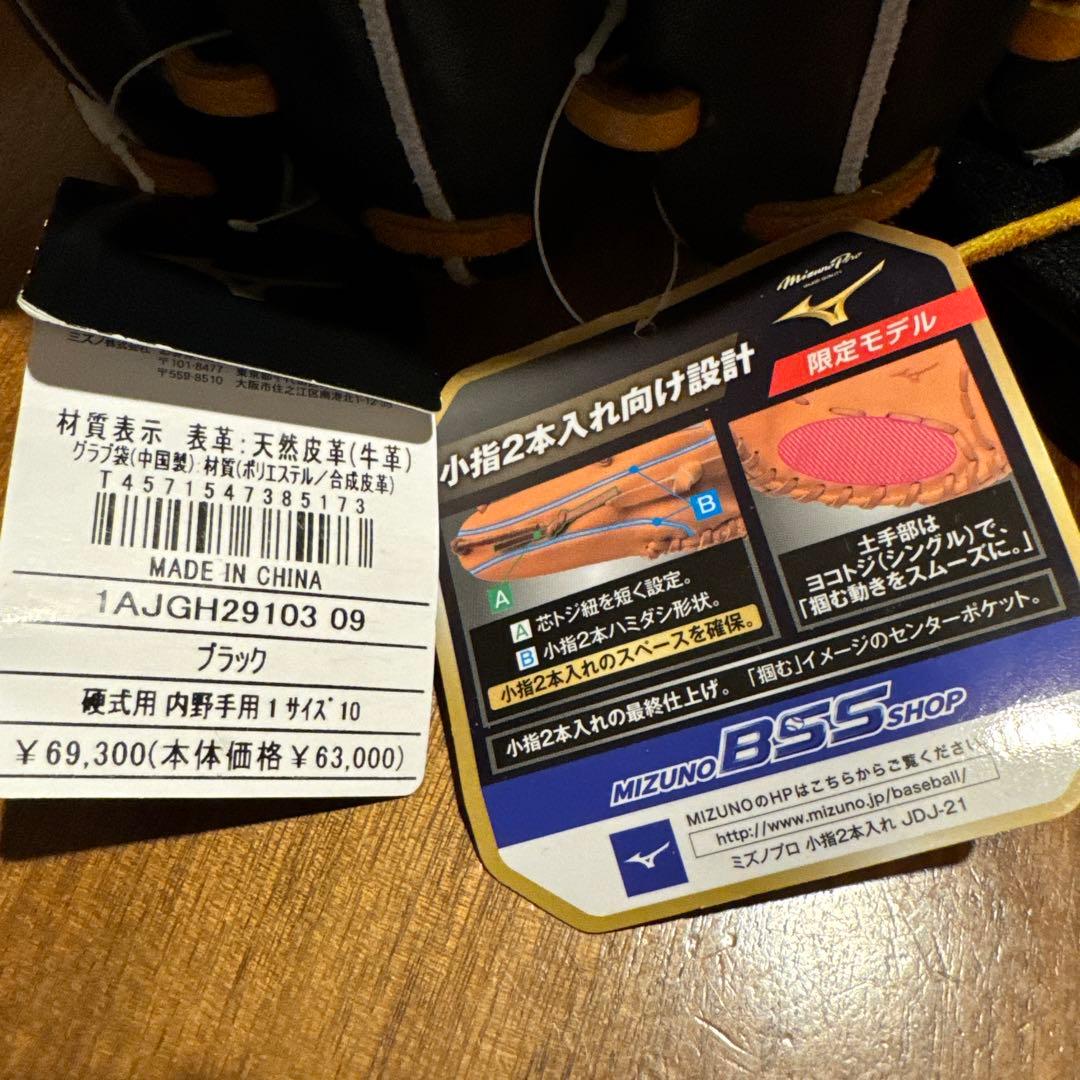 ミズノ株式会社
〒101-8477
〒559-8510 大阪市住之江区南港北1-12-35
材質表示 表革:天然皮革(牛革)
グラブ袋(中国製):材質(ポリエステル/合成皮革)
T 4571547385173
MADE IN CHINA
1AJGH29103 09
ブラック
硬式用 内野手用1 サイズ10
¥69,300(本体価格¥63,000)
Mizuno Pro
限定モデル
小指2本入れ向け設計
B
A
A 芯トジ紐を短く設定。
B 小指2本ハミダシ形状。
小指2本入れのスペースを確保。
土手部は
ヨコトジ(シングル)で、
「掴む動きをスムーズに。」
小指2本入れの最終仕上げ。「掴む」イメージのセンターポケット。
MIZUNO BSS SHOP
MIZUNOのHPはこちらからご覧ください
http://www.mizuno.jp/baseball/
ミズノプロ 小指2本入れ JDJ-21